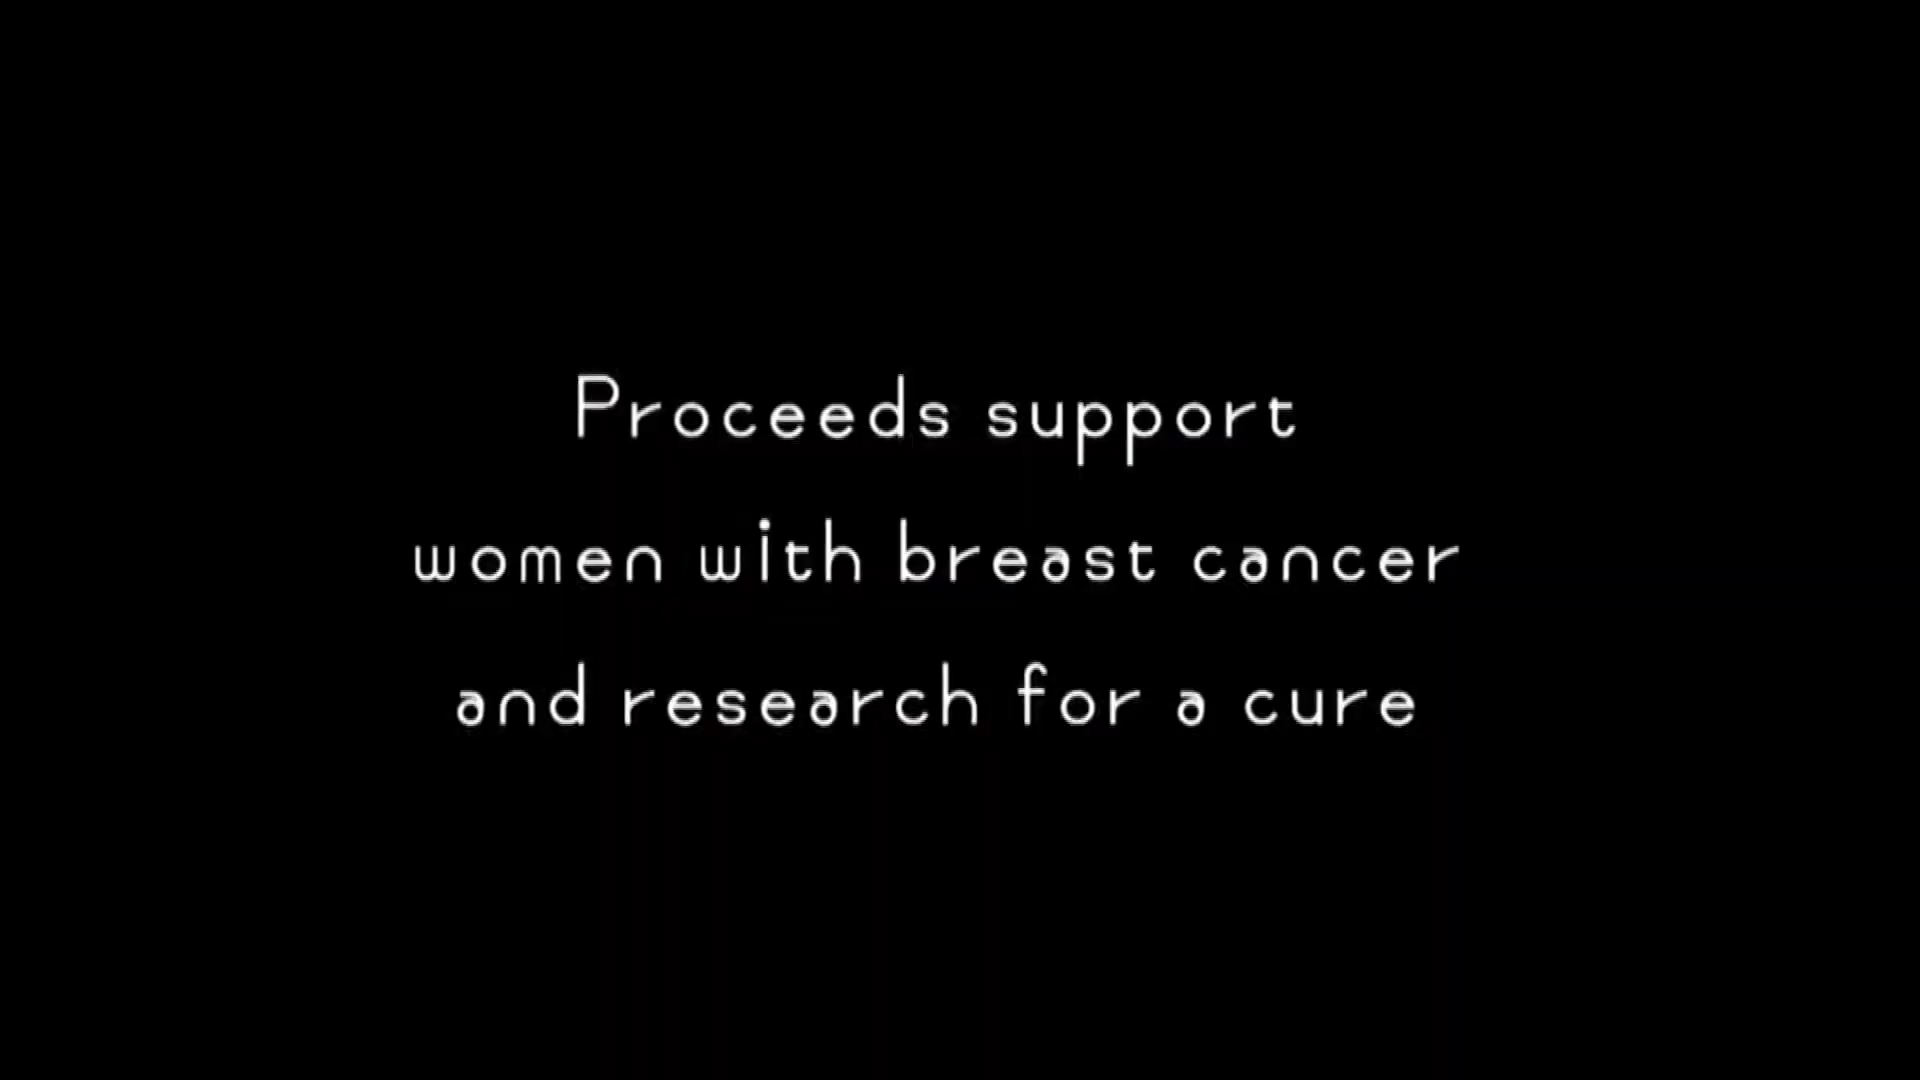 Proceeds support
women with breast cancer
and research for a cure